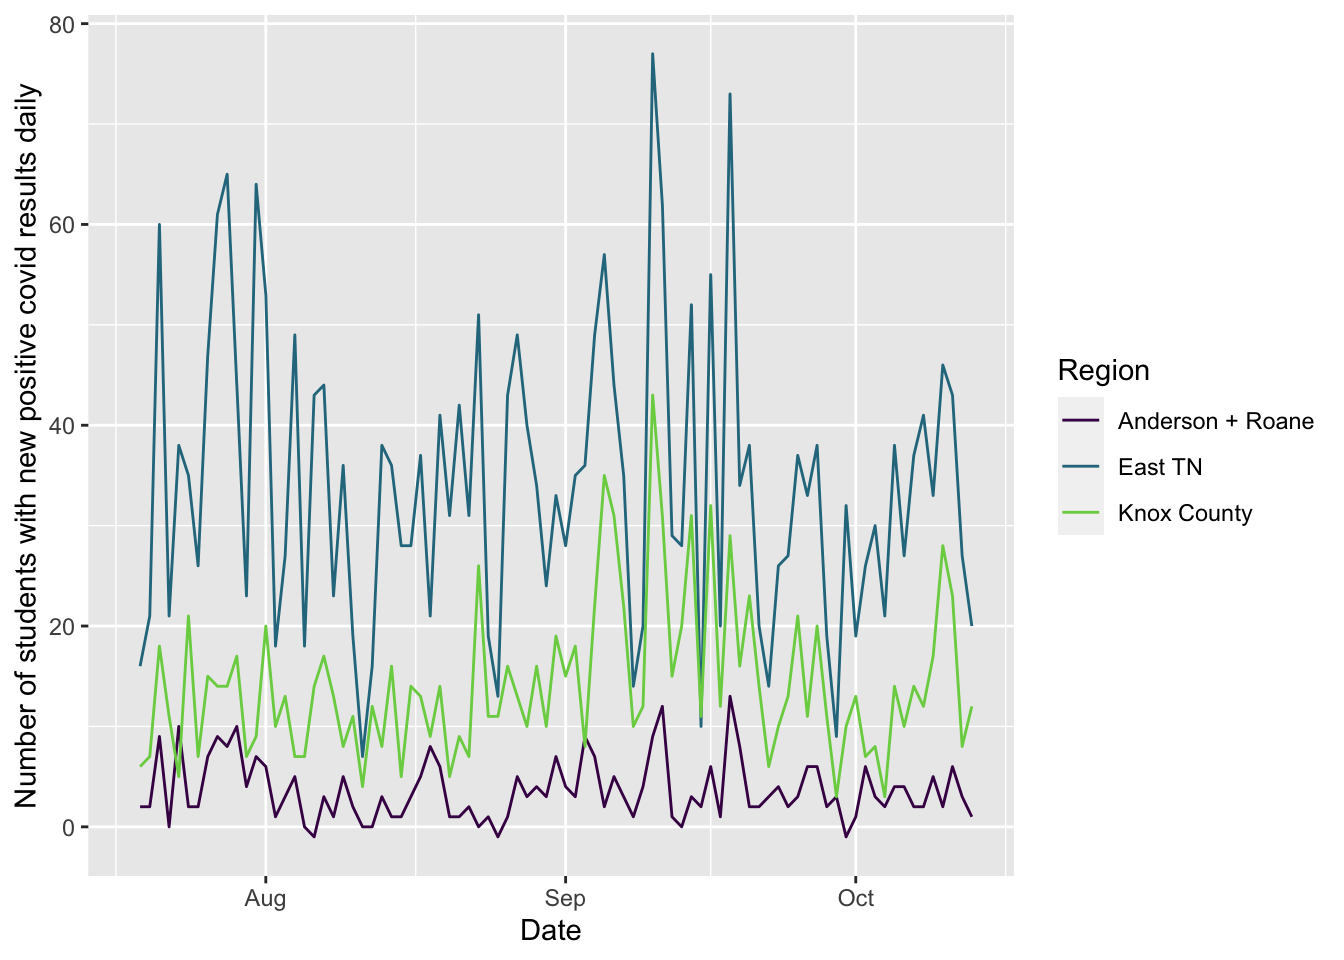 Number of students with new positive covid results daily
80
60
40
20
0
Aug
Sep
Oct
Date
Region
Anderson + Roane
East TN
Knox County